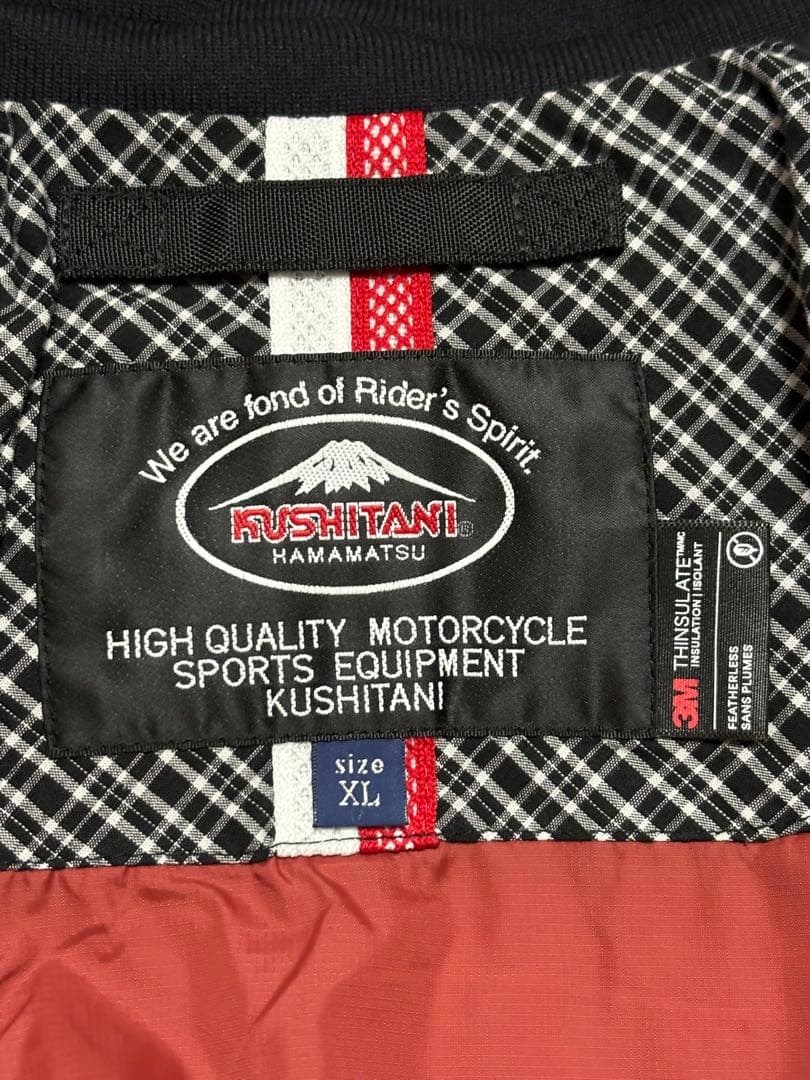 We are fond of Rider's Spirit.
KUSHITANI®
HAMAMATSU
HIGH QUALITY MOTORCYCLE
SPORTS EQUIPMENT
KUSHITANI
size
XL
3M THINSULATE™MC
INSULATION | ISOLANT
FEATHERLESS
SANS PLUMES